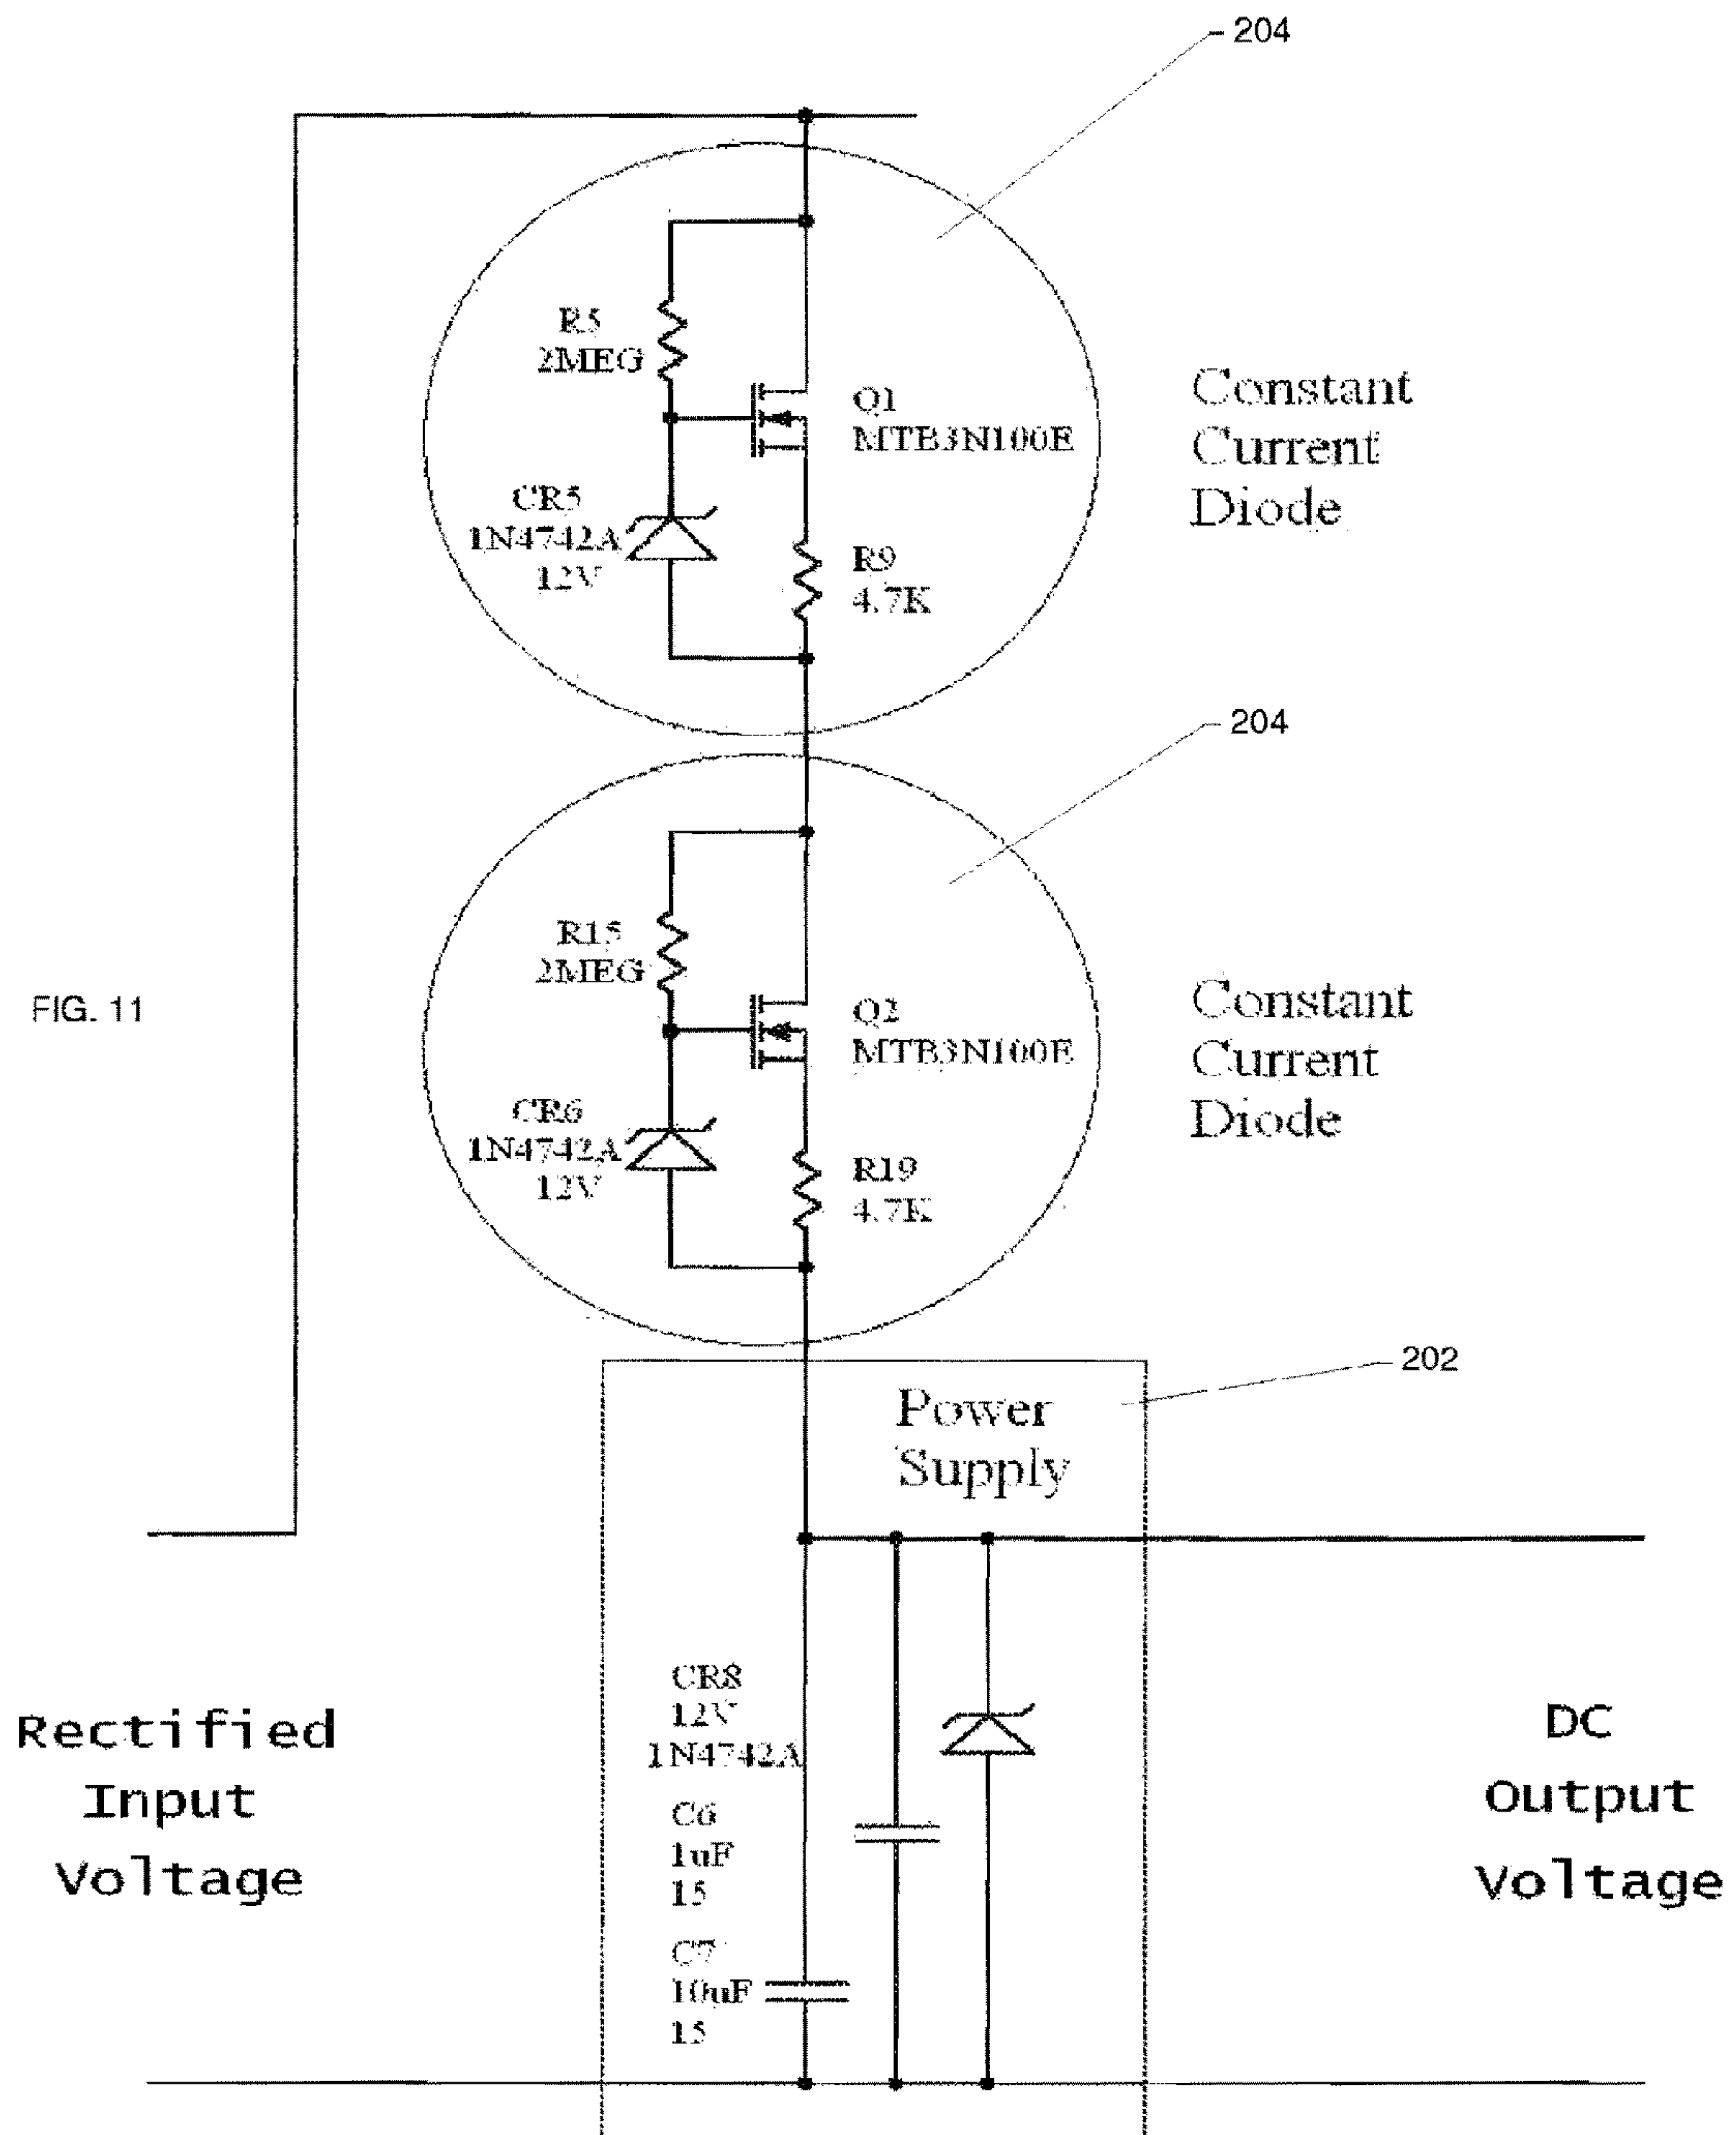 204
R5
2MEG
Q1
MTB3N100E
Constant
Current
Diode
CR5
1N4742A
12V
R9
4.7K
204
R15
2MEG
FIG. 11
Q2
MTB3N100E
Constant
Current
Diode
CR6
1N4742A
12V
R19
4.7K
202
Power
Supply
CR8
12V
1N4742A
Rectified
Input
Voltage
C6
1uF
15
DC
Output
Voltage
C7
10uF
15